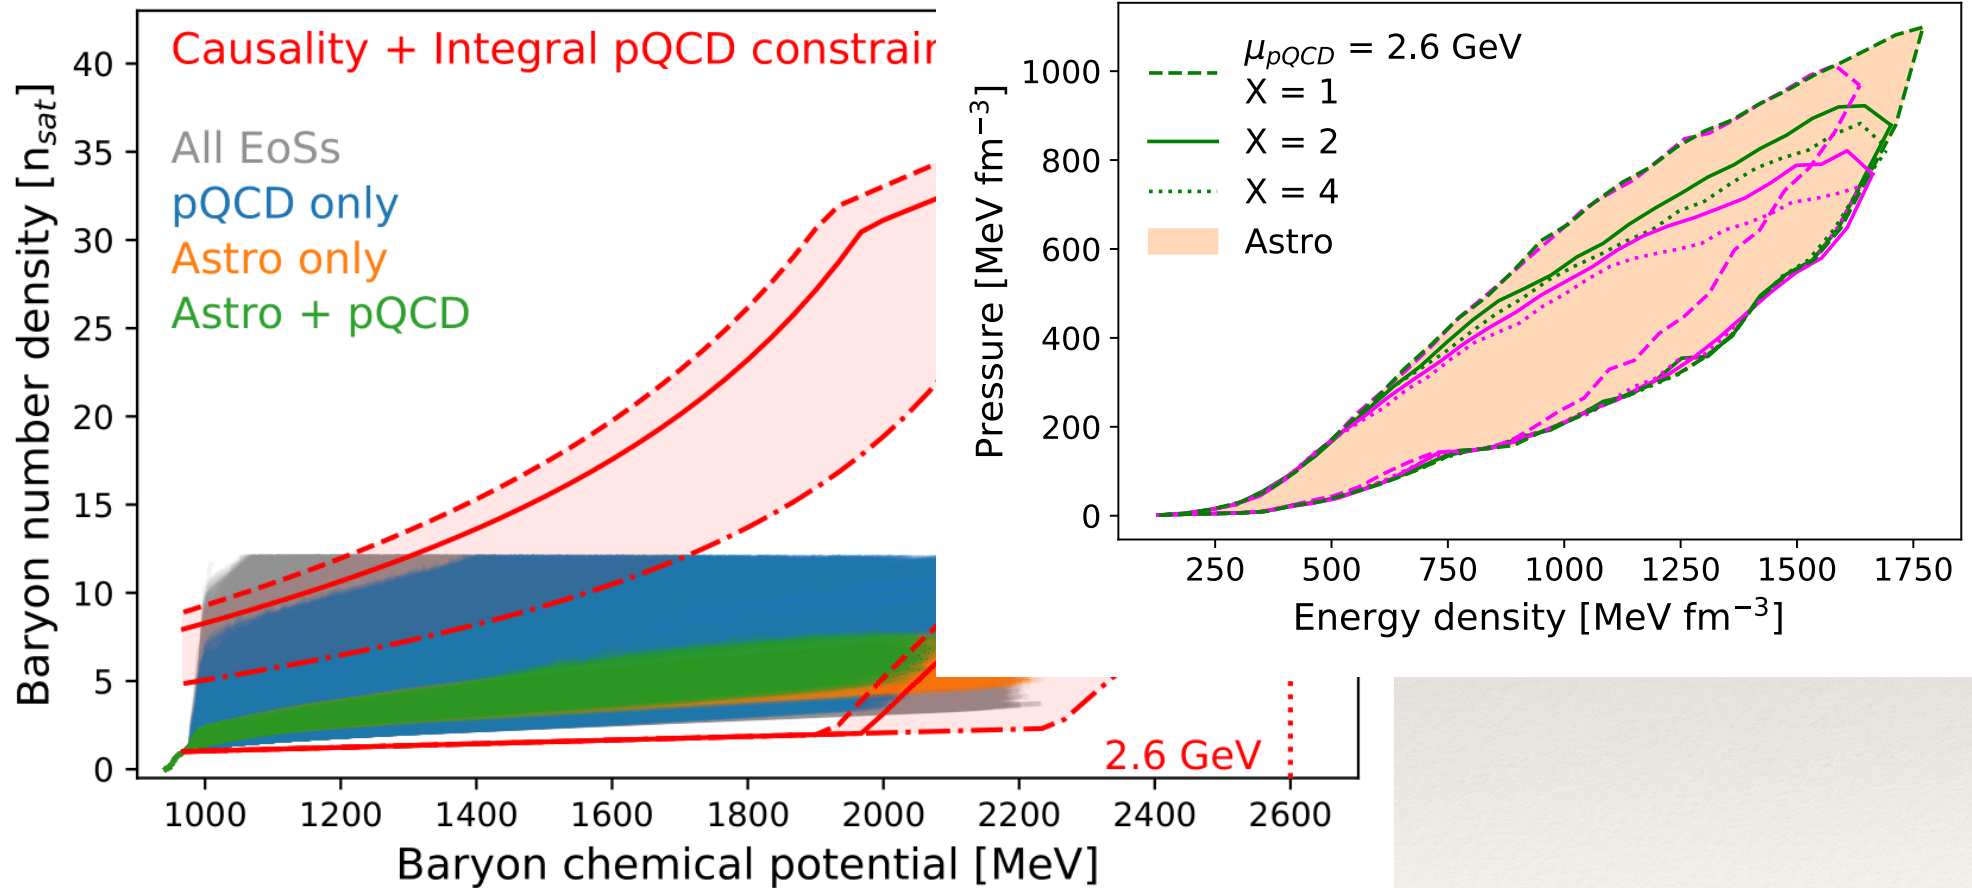 Causality + Integral pQCD
All EoSs
pQCD only
Astro only
Astro + pQCD
2.6 GeV
Baryon number density [n_sat]
40
35
30
25
20
15
10
5
0
1000 1200 1400 1600 1800 2000 2200 2400 2600
Baryon chemical potential [MeV]
μ_pQCD = 2.6 GeV
X = 1
X = 2
X = 4
Astro
Pressure [MeV fm⁻³]
1000
800
600
400
200
0
250 500 750 1000 1250 1500 1750
Energy density [MeV fm⁻³]